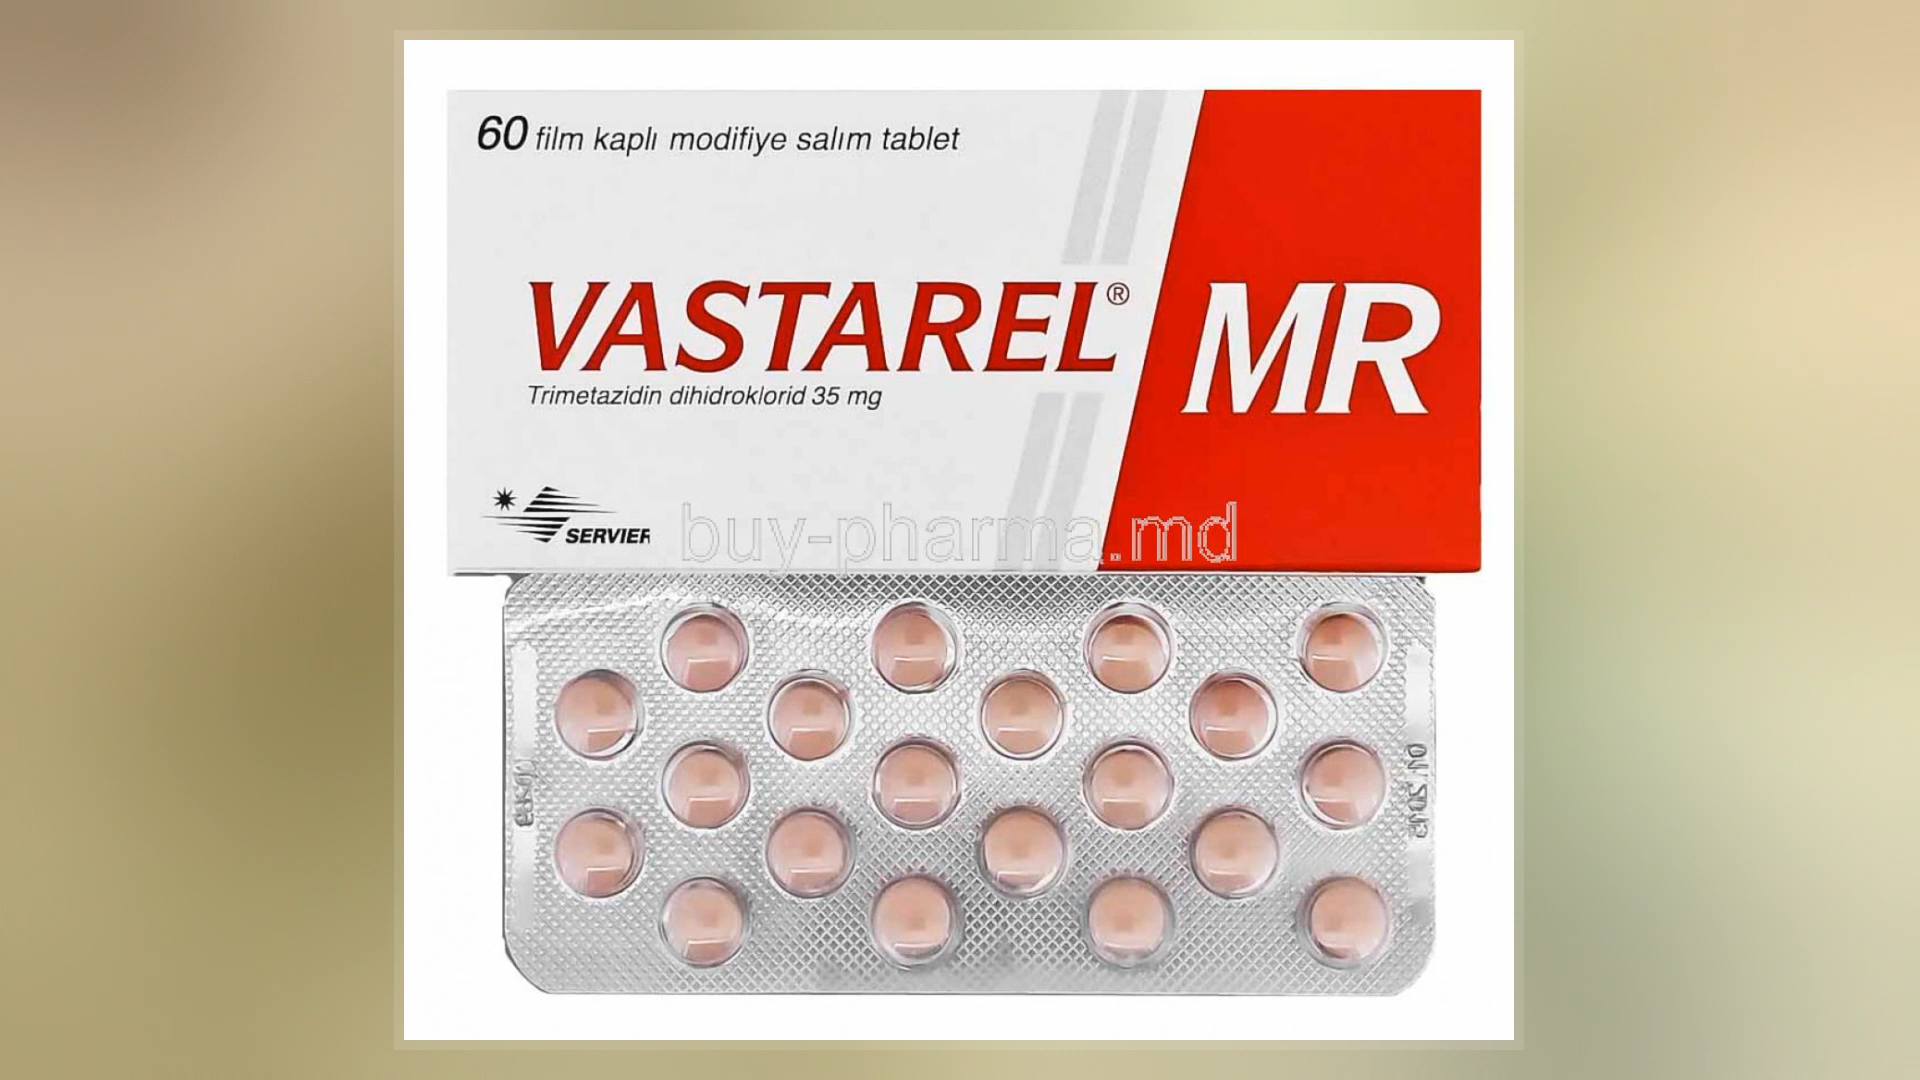 60 film kaplı modifiye salım tablet
VASTAREL® MR
Trimetazidin dihidroklorid 35 mg
SERVIER
buy-pharma.md